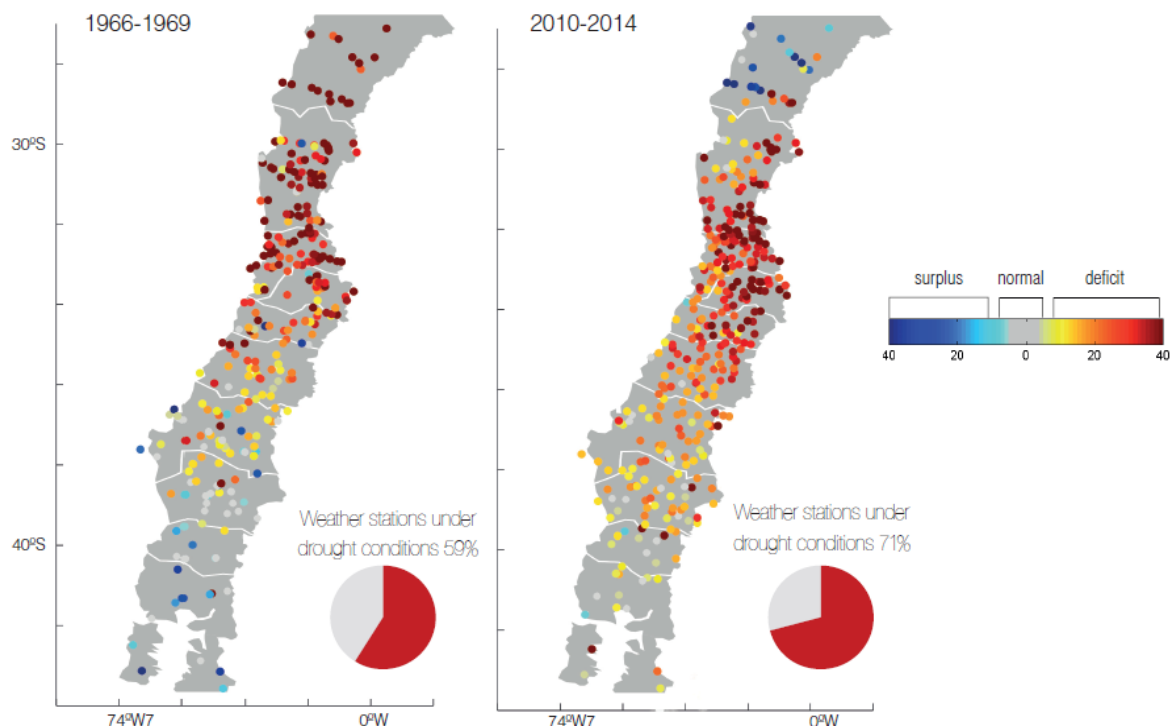 1966-1969
2010-2014
30ºS
surplus normal deficit
40 20 0 20 40
Weather stations under
drought conditions 59%
Weather stations under
drought conditions 71%
40ºS
74ºW7 0ºW
74ºW7 0ºW